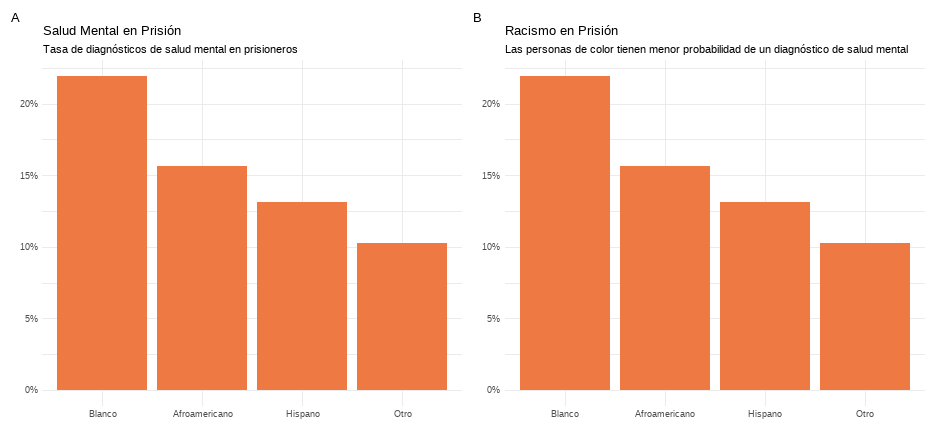 A
Salud Mental en Prisión
Tasa de diagnósticos de salud mental en prisioneros
20%
15%
10%
5%
0%
Blanco Afroamericano Hispano Otro
B
Racismo en Prisión
Las personas de color tienen menor probabilidad de un diagnóstico de salud mental
20%
15%
10%
5%
0%
Blanco Afroamericano Hispano Otro